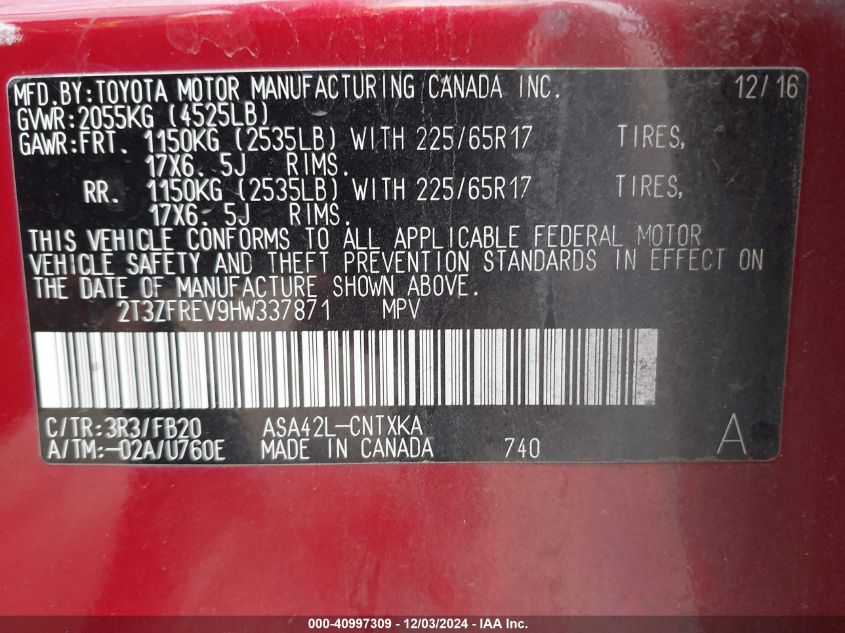 MFD.BY:TOYOTA MOTOR MANUFACTURING CANADA INC. 12/16
GVWR:2055KG (4525LB)
GAWR:FRT. 1150KG (2535LB) WITH 225/65R17 TIRES,
17X6.5J RIMS.
RR. 1150KG (2535LB) WITH 225/65R17 TIRES,
17X6.5J RIMS.
THIS VEHICLE CONFORMS TO ALL APPLICABLE FEDERAL MOTOR
VEHICLE SAFETY AND THEFT PREVENTION STANDARDS IN EFFECT ON
THE DATE OF MANUFACTURE SHOWN ABOVE.
2T3ZFREV9HW337871 MPV
C/TR:3R3/FB20 ASA42L-CNTXKA
A/TM:-02A/U760E MADE IN CANADA 740 A
000-40997309 - 12/03/2024 - IAA Inc.